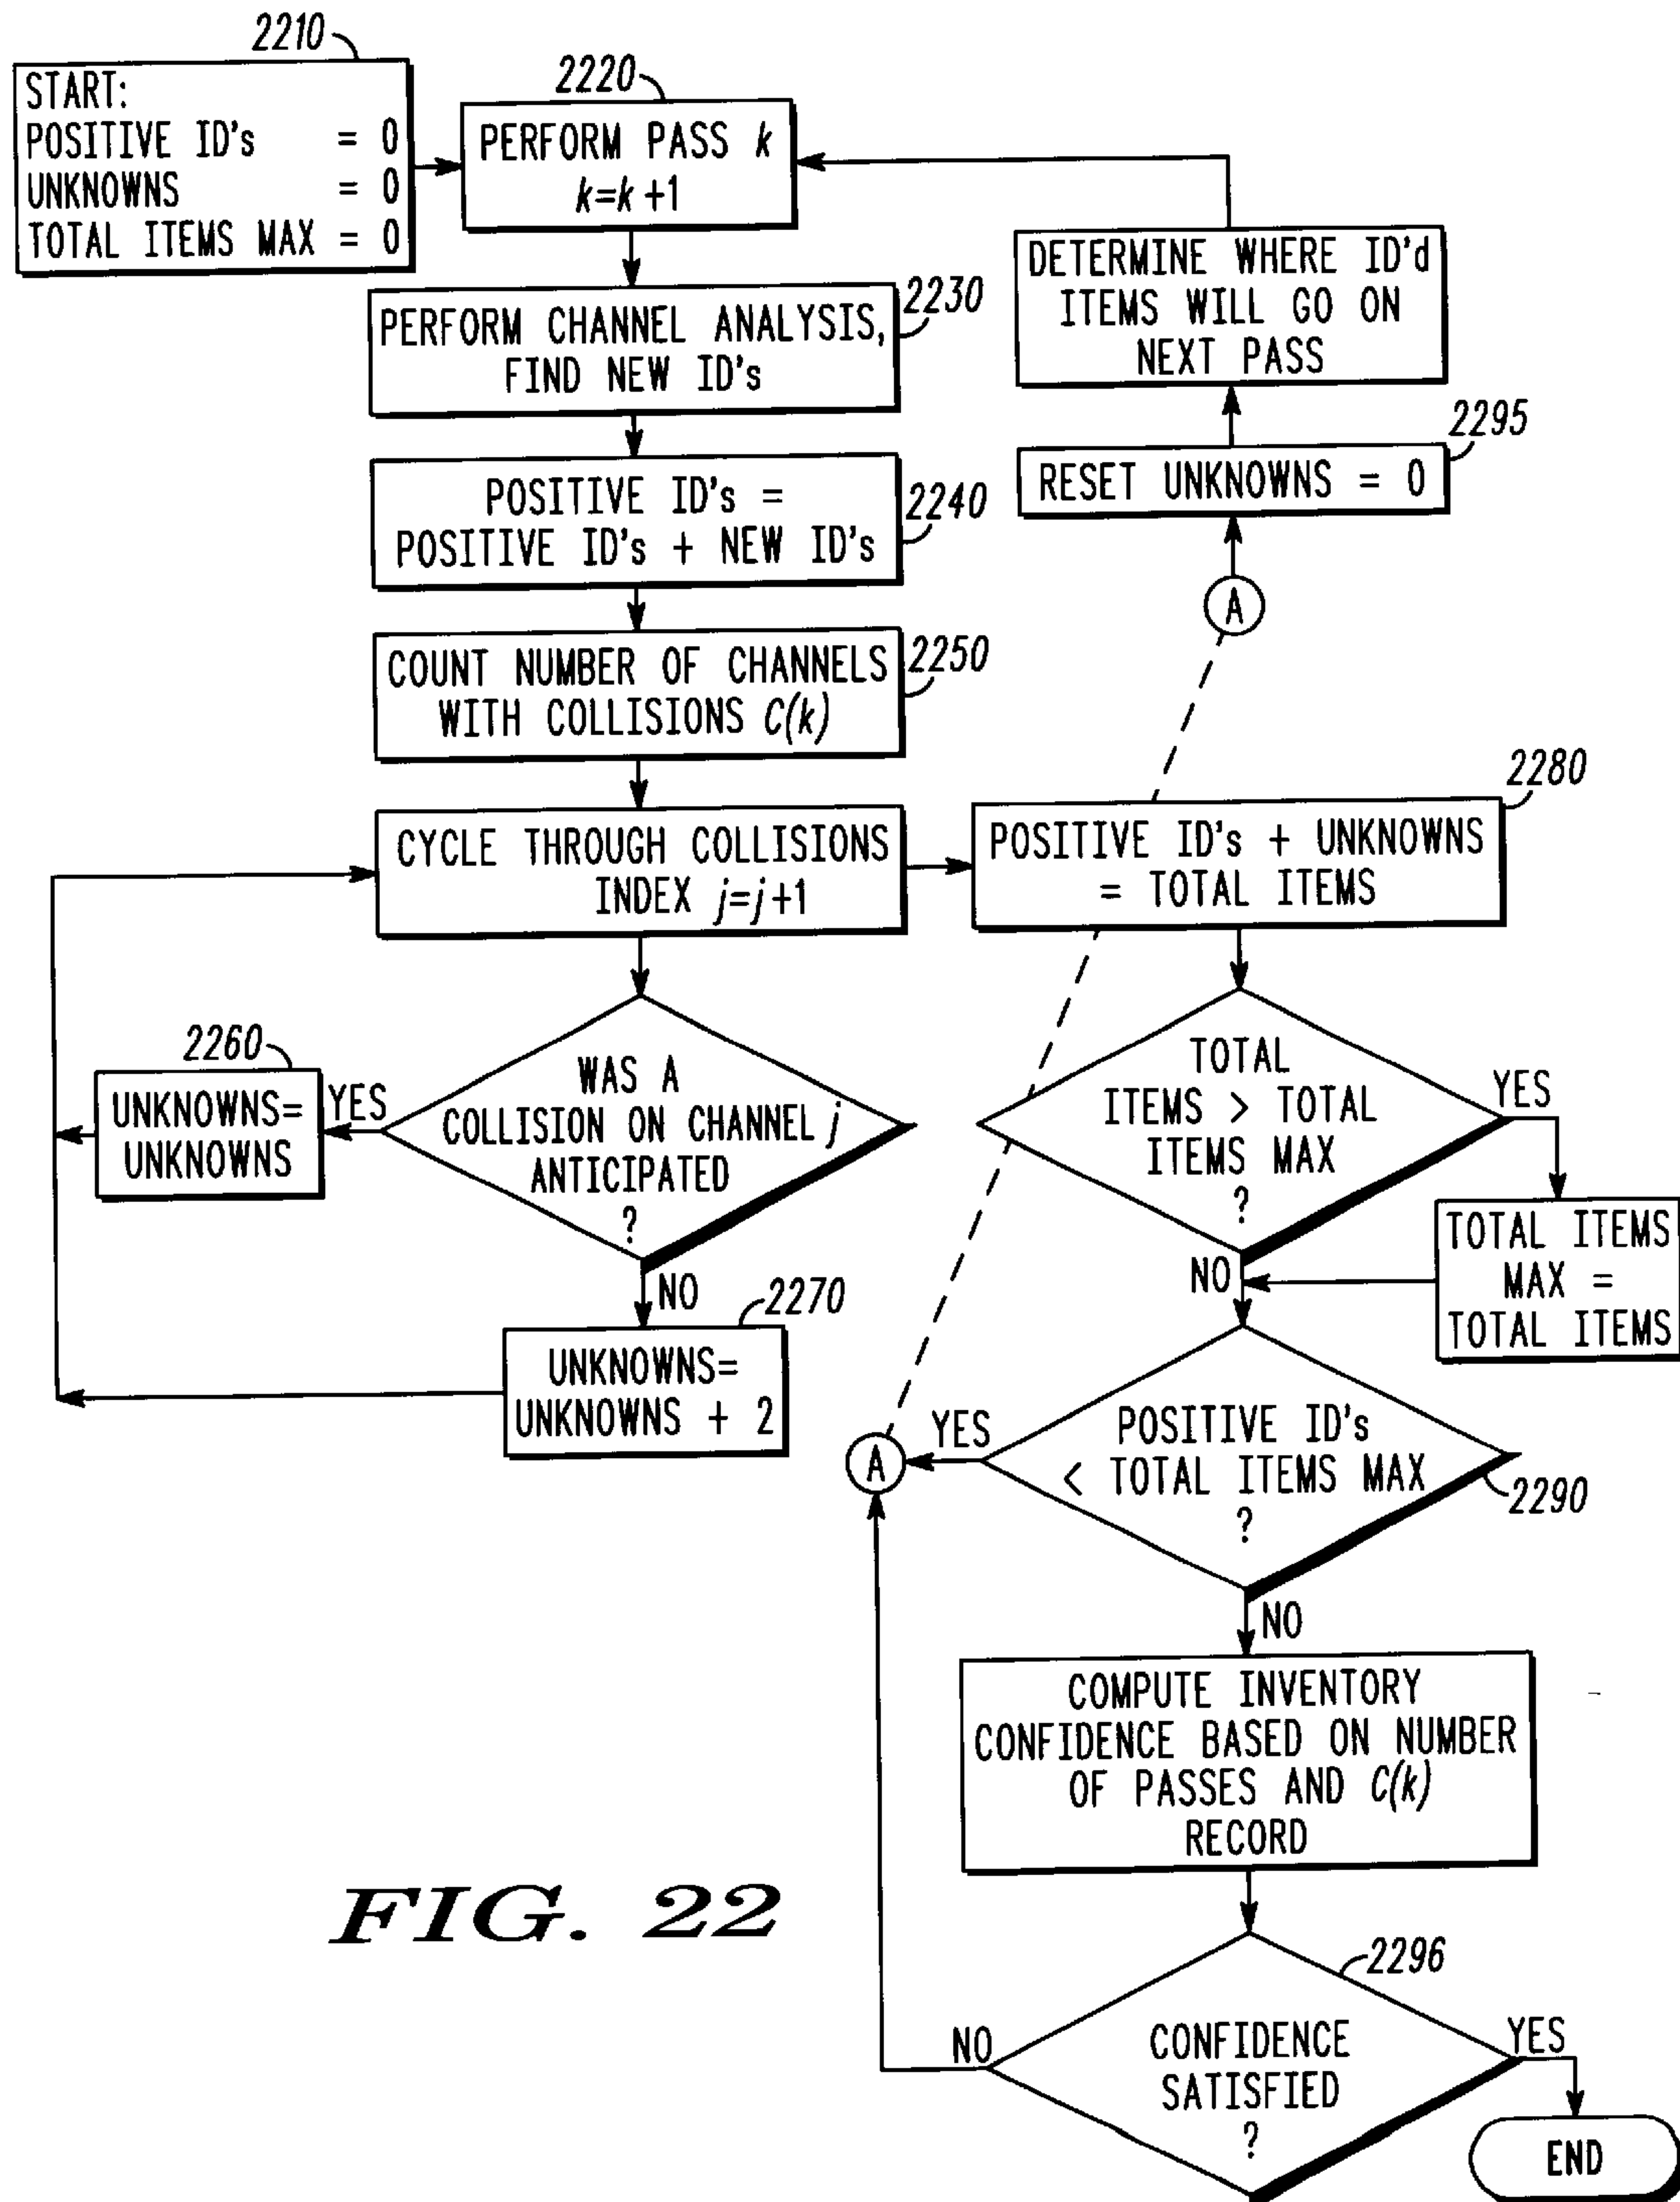 2210
START:
POSITIVE ID's = 0
UNKNOWNS = 0
TOTAL ITEMS MAX = 0
2220
PERFORM PASS k
k=k+1
2230
PERFORM CHANNEL ANALYSIS,
FIND NEW ID's
2240
POSITIVE ID's =
POSITIVE ID's + NEW ID's
2250
COUNT NUMBER OF CHANNELS
WITH COLLISIONS C(k)
CYCLE THROUGH COLLISIONS
INDEX j=j+1
WAS A
COLLISION ON CHANNEL j
ANTICIPATED
?
YES
2260
UNKNOWNS=
UNKNOWNS
NO
2270
UNKNOWNS=
UNKNOWNS + 2
DETERMINE WHERE ID'd
ITEMS WILL GO ON
NEXT PASS
2295
RESET UNKNOWNS = 0
A
2280
POSITIVE ID's + UNKNOWNS
= TOTAL ITEMS
TOTAL
ITEMS > TOTAL
ITEMS MAX
?
YES
TOTAL ITEMS
MAX =
TOTAL ITEMS
NO
POSITIVE ID's
< TOTAL ITEMS MAX
?
2290
YES
A
NO
COMPUTE INVENTORY
CONFIDENCE BASED ON NUMBER
OF PASSES AND C(k)
RECORD
2296
CONFIDENCE
SATISFIED
?
NO
YES
END
FIG. 22